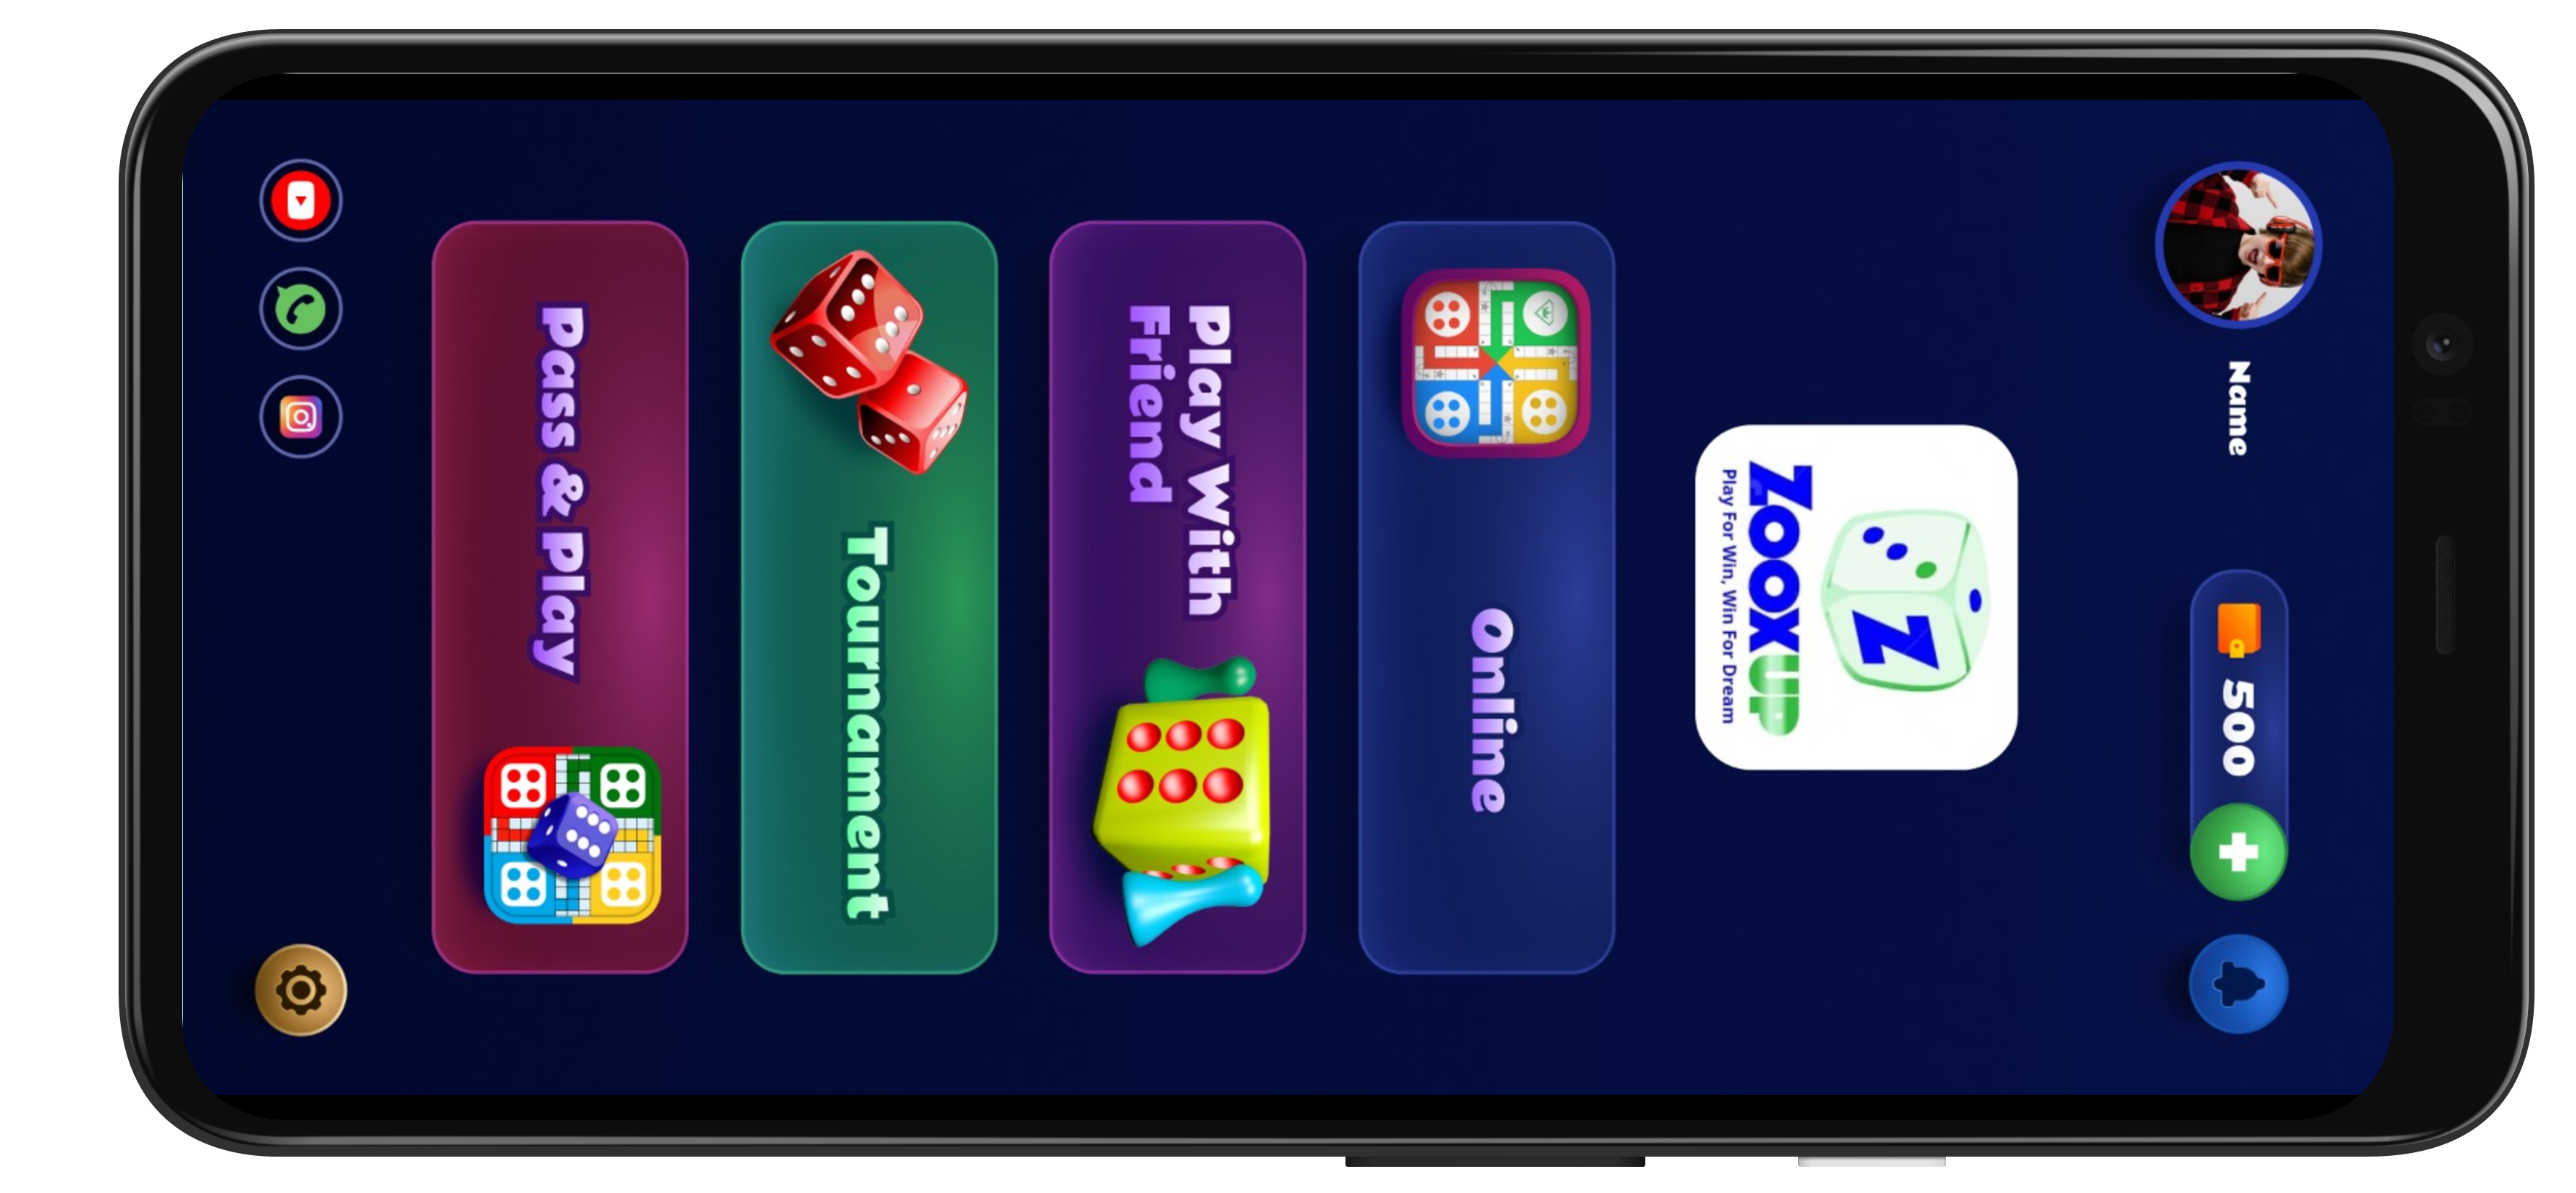 Name
500
Z
ZOOXUP
Play For Win, Win For Dream
Online
Play With
Friend
Tournament
Pass & Play